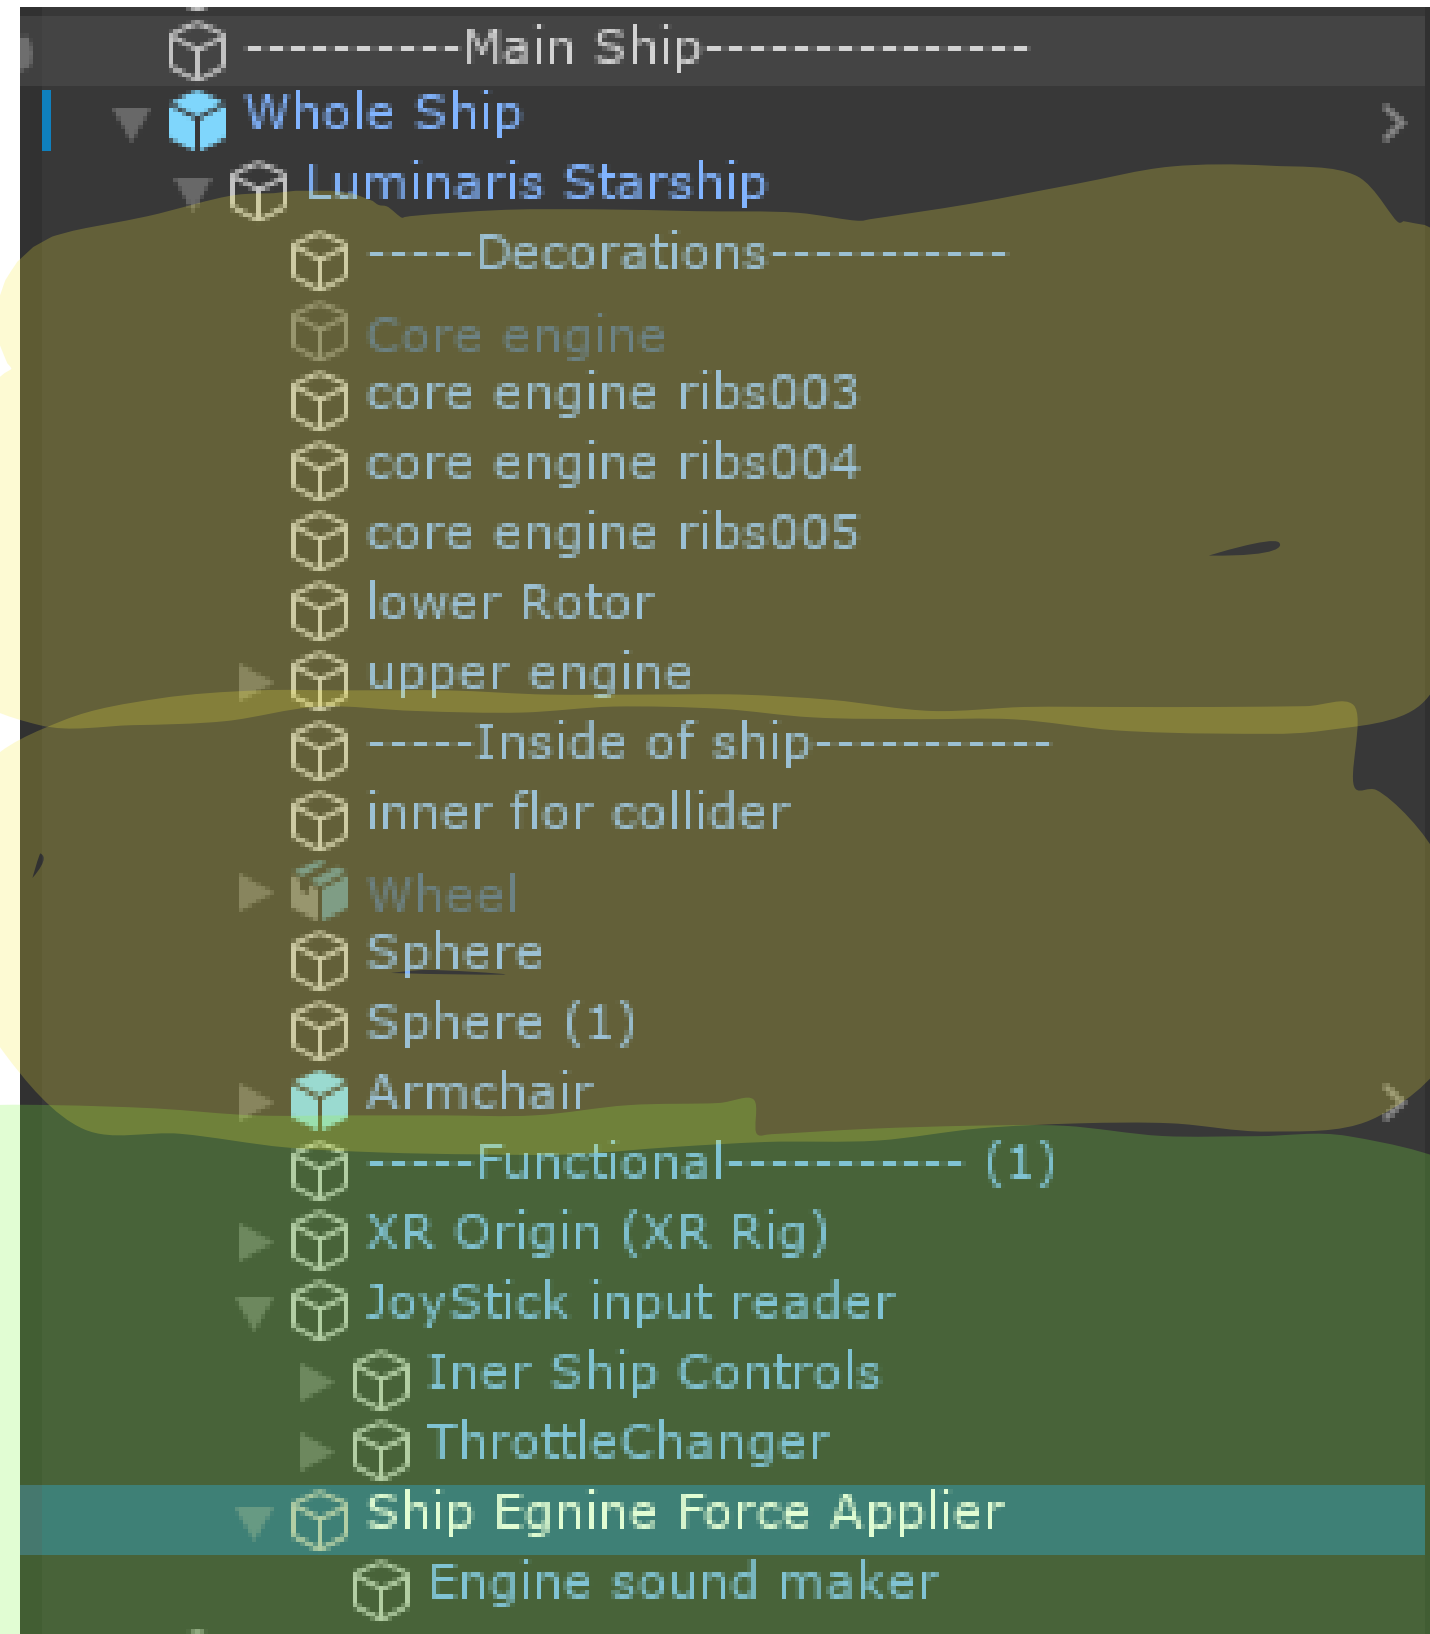 ----------Main Ship---------------
Whole Ship
Luminaris Starship
-----Decorations-----------
Core engine
core engine ribs003
core engine ribs004
core engine ribs005
lower Rotor
upper engine
-----Inside of ship-----------
inner flor collider
Wheel
Sphere
Sphere (1)
Armchair
-----Functional----------- (1)
XR Origin (XR Rig)
JoyStick input reader
Iner Ship Controls
ThrottleChanger
Ship Egnine Force Applier
Engine sound maker